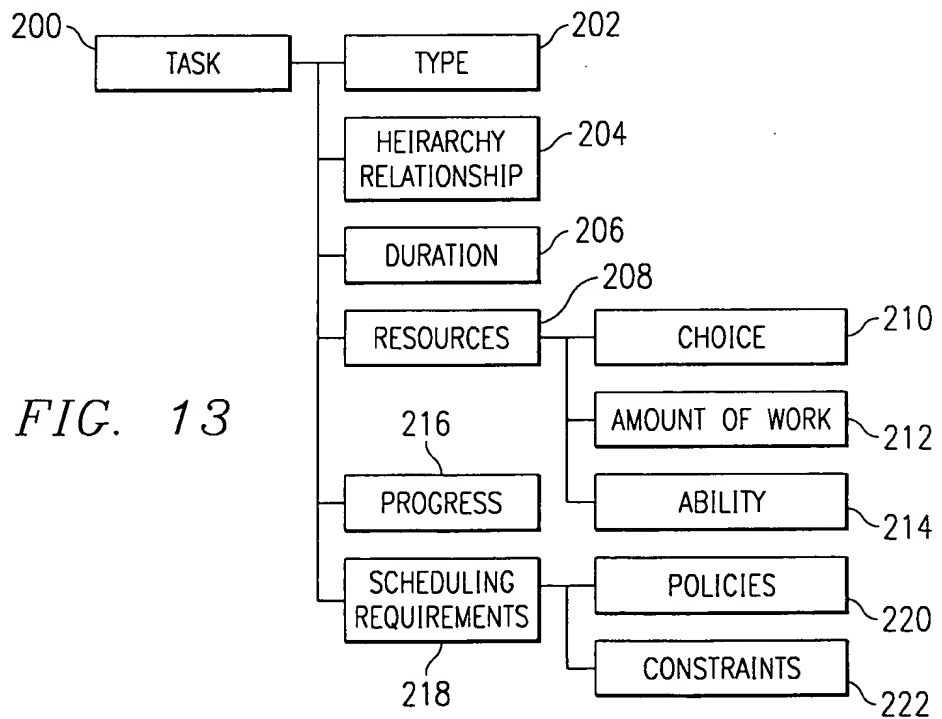 200
TASK
TYPE
202
HEIRARCHY
RELATIONSHIP
204
DURATION
206
RESOURCES
208
CHOICE
210
AMOUNT OF WORK
212
ABILITY
214
FIG. 13
216
PROGRESS
SCHEDULING
REQUIREMENTS
218
POLICIES
220
CONSTRAINTS
222